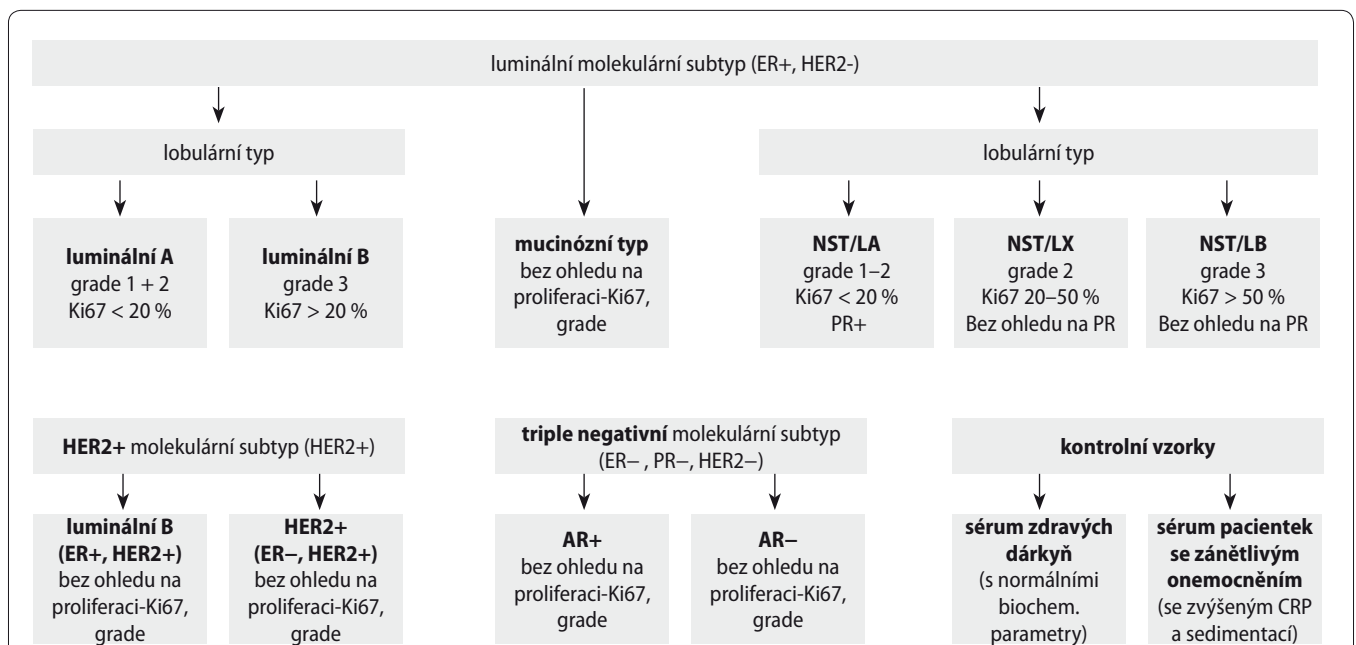 luminální molekulární subtyp (ER+, HER2-)
lobulární typ
lobulární typ
luminální A
grade 1 + 2
Ki67 < 20 %
luminální B
grade 3
Ki67 > 20 %
mucinózní typ
bez ohledu na
proliferaci-Ki67,
grade
NST/LA
grade 1–2
Ki67 < 20 %
PR+
NST/LX
grade 2
Ki67 20–50 %
Bez ohledu na PR
NST/LB
grade 3
Ki67 > 50 %
Bez ohledu na PR
HER2+ molekulární subtyp (HER2+)
triple negativní molekulární subtyp
(ER− , PR−, HER2−)
kontrolní vzorky
luminální B
(ER+, HER2+)
bez ohledu na
proliferaci-Ki67,
grade
HER2+
(ER−, HER2+)
bez ohledu na
proliferaci-Ki67,
grade
AR+
bez ohledu na
proliferaci-Ki67,
grade
AR−
bez ohledu na
proliferaci-Ki67,
grade
sérum zdravých
dárkyň
(s normálními
biochem.
parametry)
sérum pacientek
se zánětlivým
onemocněním
(se zvýšeným CRP
a sedimentací)